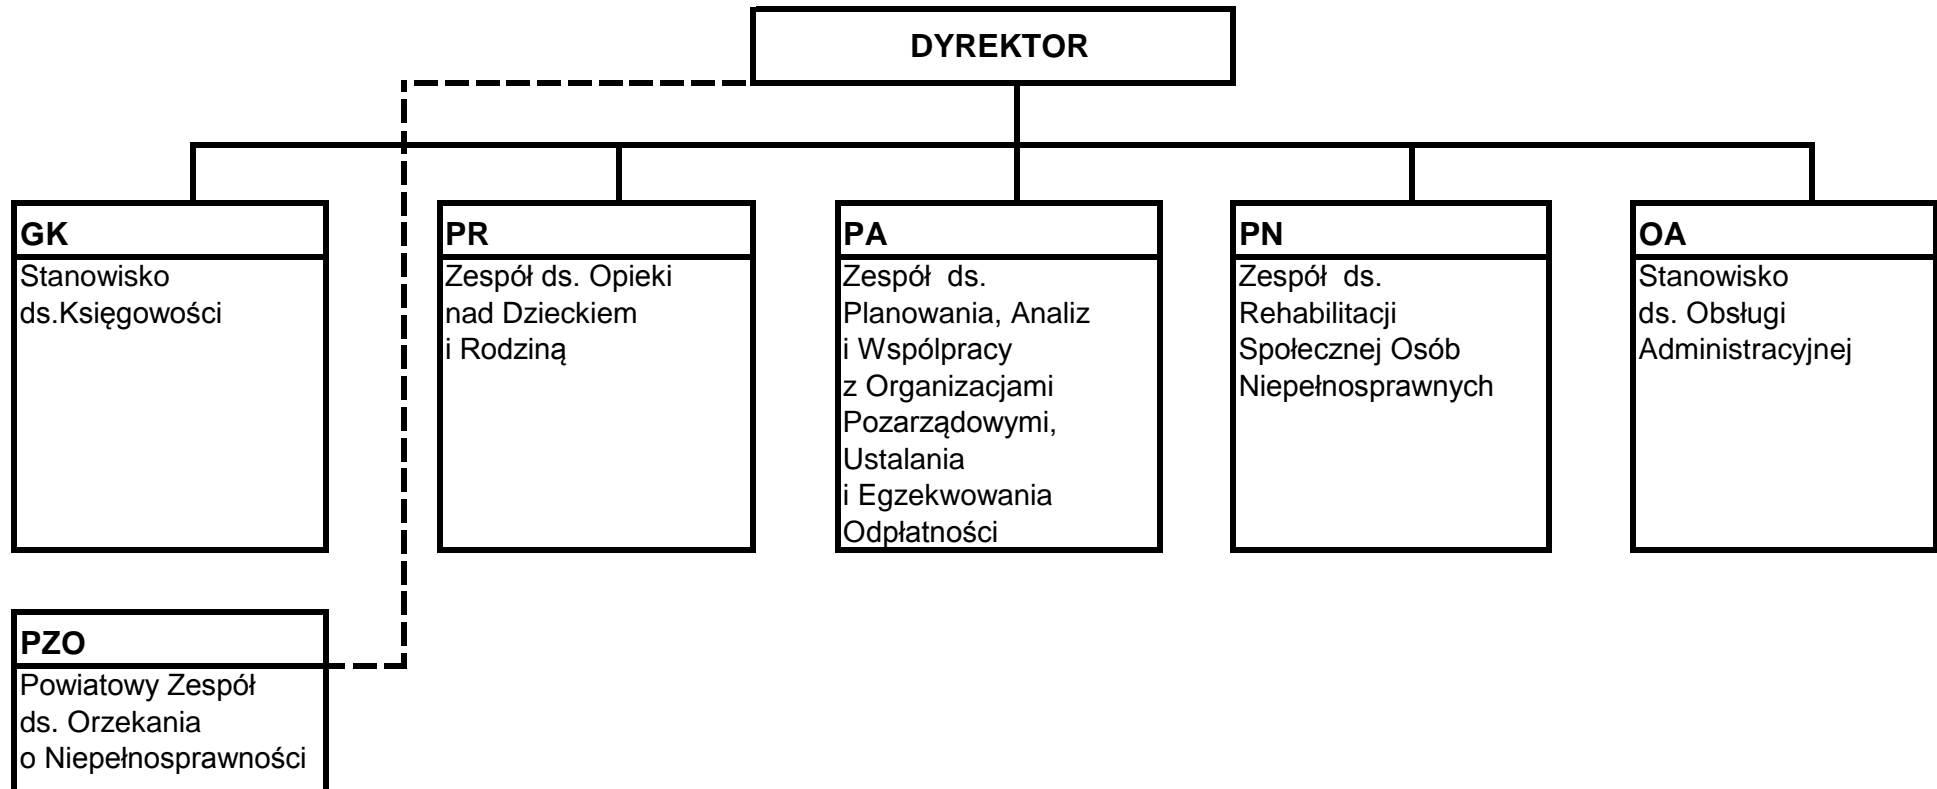 DYREKTOR
GK
Stanowisko
ds.Księgowości
PR
Zespół ds. Opieki
nad Dzieckiem
i Rodziną
PA
Zespół  ds.
Planowania, Analiz
i Wspólpracy
z Organizacjami
Pozarządowymi,
Ustalania
i Egzekwowania
Odpłatności
PN
Zespół  ds.
Rehabilitacji
Społecznej Osób
Niepełnosprawnych
OA
Stanowisko
ds. Obsługi
Administracyjnej
PZO
Powiatowy Zespół
ds. Orzekania
o Niepełnosprawności